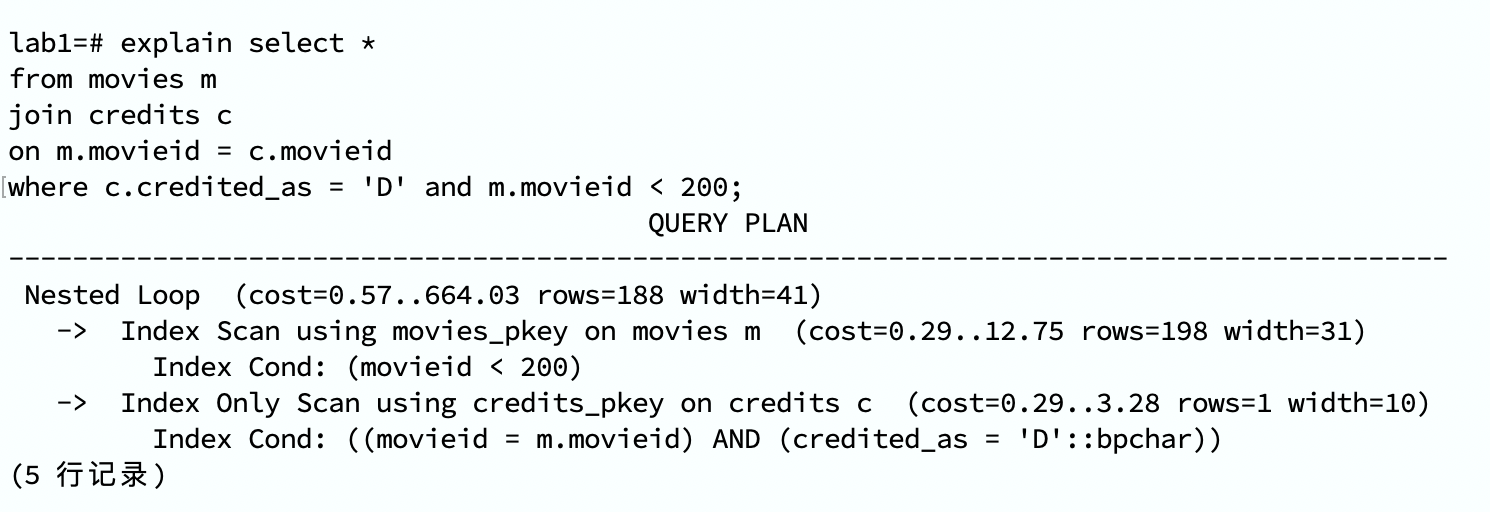 lab1=# explain select *
from movies m
join credits c
on m.movieid = c.movieid
where c.credited_as = 'D' and m.movieid < 200;
QUERY PLAN
------------------------------------------------------------------------------------------
Nested Loop  (cost=0.57..664.03 rows=188 width=41)
  ->  Index Scan using movies_pkey on movies m  (cost=0.29..12.75 rows=198 width=31)
        Index Cond: (movieid < 200)
  ->  Index Only Scan using credits_pkey on credits c  (cost=0.29..3.28 rows=1 width=10)
        Index Cond: ((movieid = m.movieid) AND (credited_as = 'D'::bpchar))
(5 行记录)